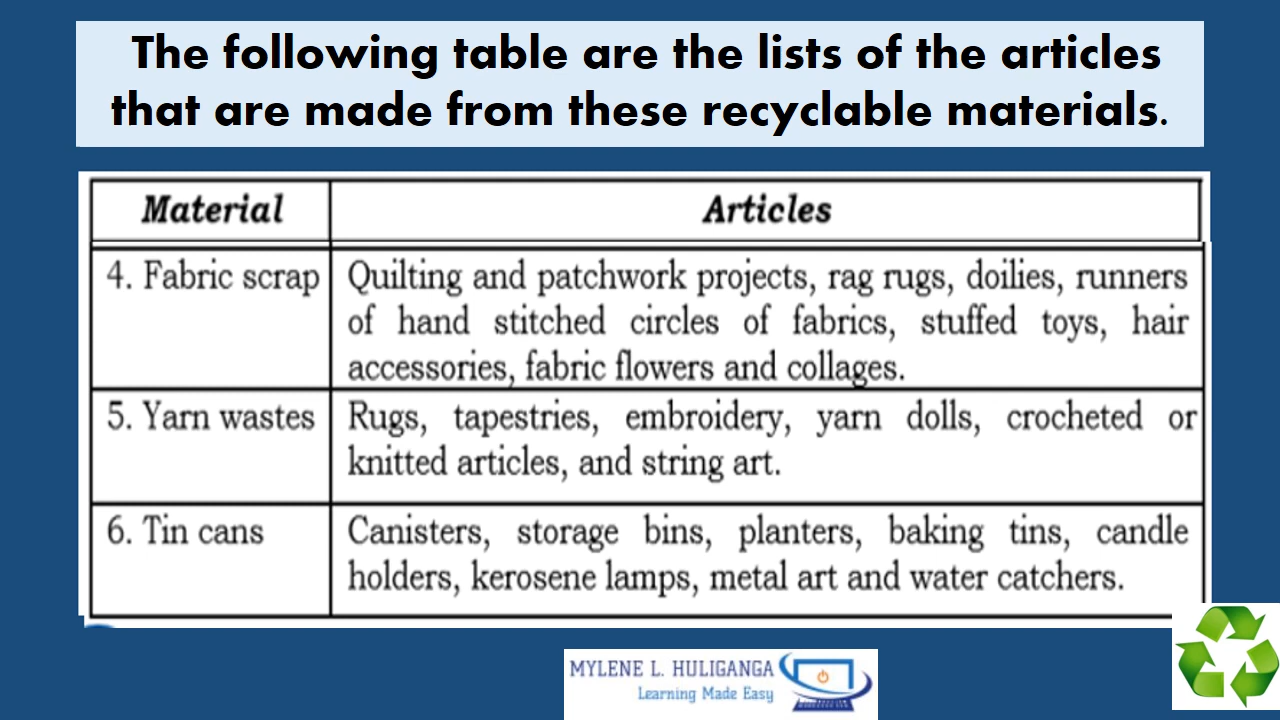 The following table are the lists of the articles
that are made from these recyclable materials.
Material Articles
4. Fabric scrap Quilting and patchwork projects, rag rugs, doilies, runners
of hand stitched circles of fabrics, stuffed toys, hair
accessories, fabric flowers and collages.
5. Yarn wastes Rugs, tapestries, embroidery, yarn dolls, crocheted or
knitted articles, and string art.
6. Tin cans Canisters, storage bins, planters, baking tins, candle
holders, kerosene lamps, metal art and water catchers.
MYLENE L. HULIGANGA
Learning Made Easy